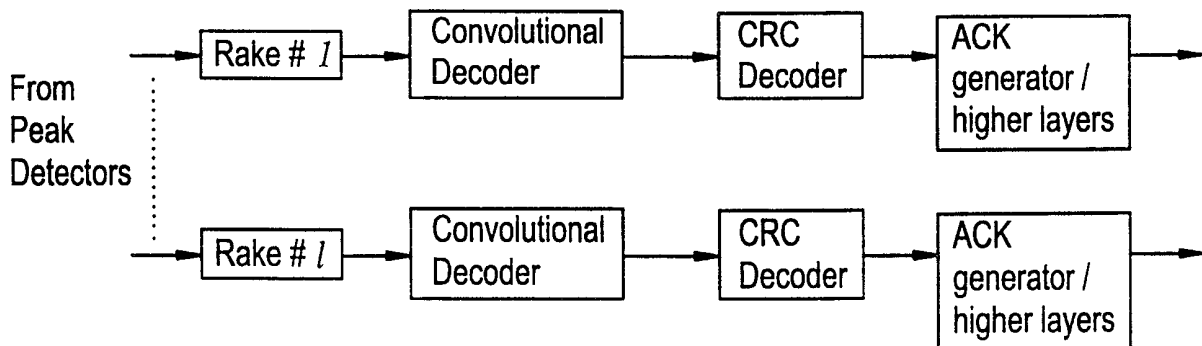 From
Peak
Detectors
Rake # 1
Convolutional
Decoder
CRC
Decoder
ACK
generator /
higher layers
Rake # l
Convolutional
Decoder
CRC
Decoder
ACK
generator /
higher layers